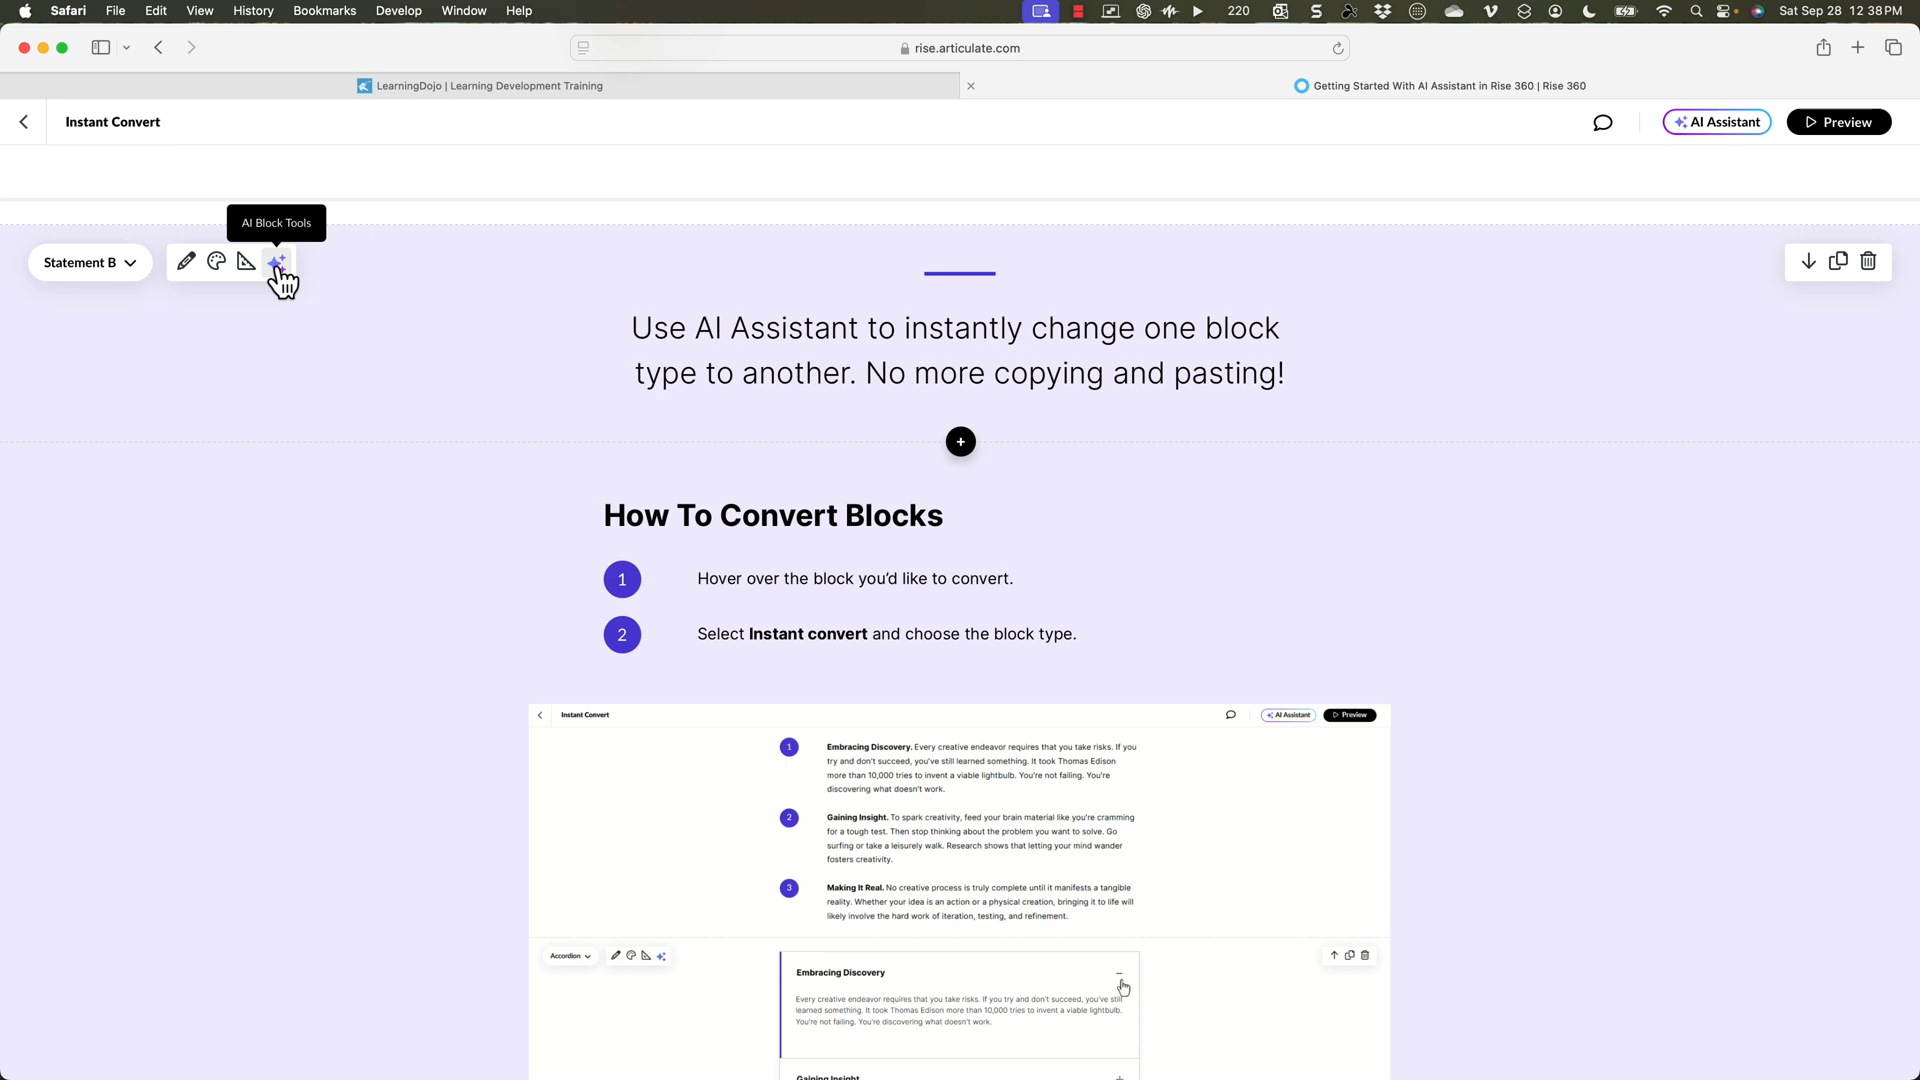 Safari File Edit View History Bookmarks Develop Window Help 220 Sat Sep 28 12 38 PM
rise.articulate.com
LearningDojo | Learning Development Training
Getting Started With AI Assistant in Rise 360 | Rise 360
Instant Convert
AI Assistant
Preview
AI Block Tools
Statement B
Use AI Assistant to instantly change one block
type to another. No more copying and pasting!
How To Convert Blocks
1 Hover over the block you'd like to convert.
2 Select Instant convert and choose the block type.
Instant Convert
AI Assistant
Preview
1 Embracing Discovery. Every creative endeavor requires that you take risks. If you
try and don't succeed, you've still learned something. It took Thomas Edison
more than 10,000 tries to invent a viable lightbulb. You're not failing. You're
discovering what doesn't work.
2 Gaining Insight. To spark creativity, feed your brain material like you're cramming
for a tough test. Then stop thinking about the problem you want to solve. Go
surfing or take a leisurely walk. Research shows that letting your mind wander
fosters creativity.
3 Making It Real. No creative process is truly complete until it manifests a tangible
reality. Whether your idea is an action or a physical creation, bringing it to life will
likely involve the hard work of iteration, testing, and refinement.
Accordion
Embracing Discovery
Every creative endeavor requires that you take risks. If you try and don't succeed, you've still
learned something. It took Thomas Edison more than 10,000 tries to invent a viable lightbulb.
You're not failing. You're discovering what doesn't work.
Gaining Insight